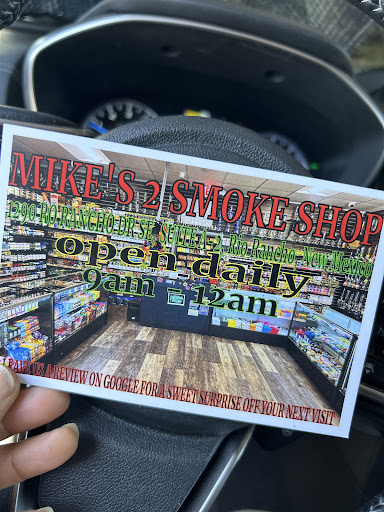 MIKE'S 2 SMOKE SHOP
1290 RIO RANCHO DR SE, SUITE A-2, Rio Rancho, New Mexico
open daily
9am - 12am
LEAVE US A REVIEW ON GOOGLE FOR A SWEET SURPRISE OFF YOUR NEXT VISIT